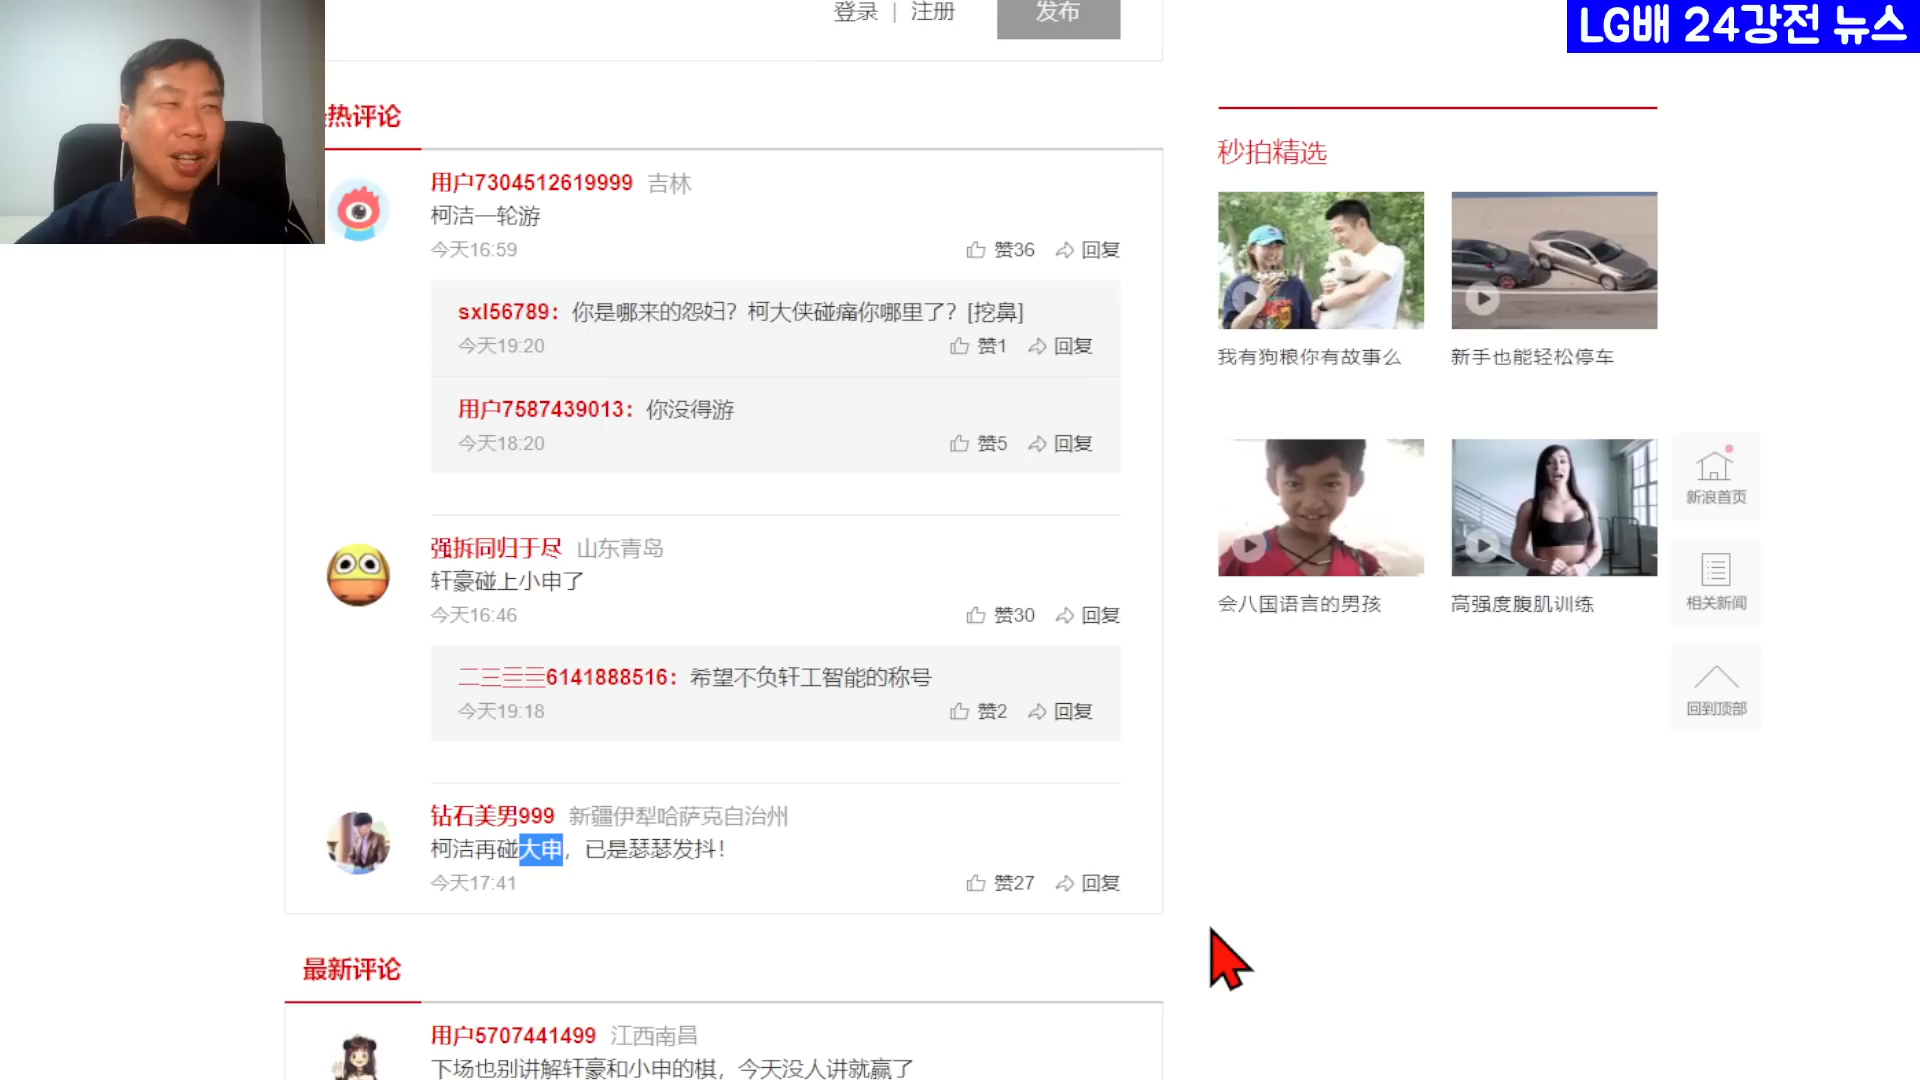 登录 | 注册
发布
LG배 24강전 뉴스
热评论
用户7304512619999 吉林
柯洁一轮游
今天16:59
赞36 回复
sxl56789：你是哪来的怨妇？柯大侠碰痛你哪里了？[挖鼻]
今天19:20
赞1 回复
用户7587439013：你没得游
今天18:20
赞5 回复
强拆同归于尽 山东青岛
轩豪碰上小申了
今天16:46
赞30 回复
二三亖亖6141888516：希望不负轩工智能的称号
今天19:18
赞2 回复
钻石美男999 新疆伊犁哈萨克自治州
柯洁再碰大申，已是瑟瑟发抖！
今天17:41
赞27 回复
最新评论
用户5707441499 江西南昌
下场也别讲解轩豪和小申的棋，今天没人讲就赢了
秒拍精选
我有狗粮你有故事么
新手也能轻松停车
会八国语言的男孩
高强度腹肌训练
新浪首页
相关新闻
回到顶部